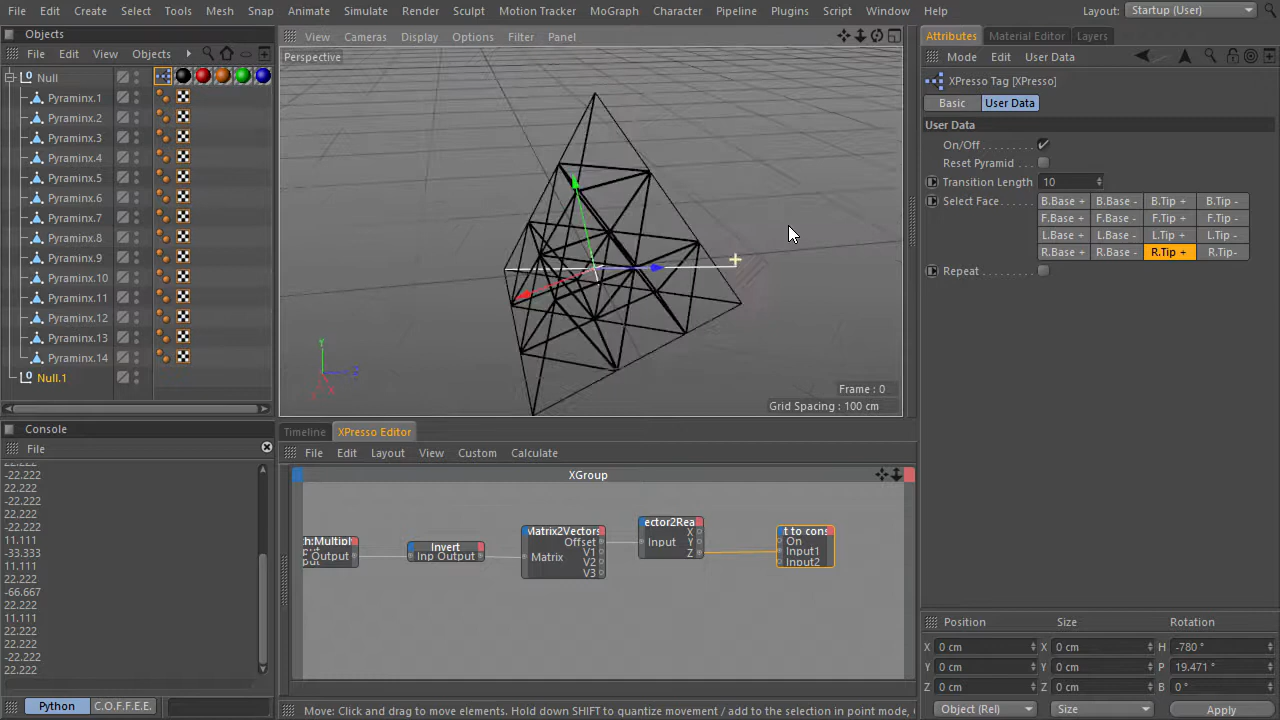 File Edit Create Select Tools Mesh Snap Animate Simulate Render Sculpt Motion Tracker MoGraph Character Pipeline Plugins Script Window Help Layout: Startup (User)
Objects
File Edit View Objects
Null
Pyraminx.1
Pyraminx.2
Pyraminx.3
Pyraminx.4
Pyraminx.5
Pyraminx.6
Pyraminx.7
Pyraminx.8
Pyraminx.9
Pyraminx.10
Pyraminx.11
Pyraminx.12
Pyraminx.13
Pyraminx.14
Null.1
Console
File
22.222
-22.222
22.222
-22.222
22.222
-22.222
11.111
-33.333
11.111
-22.222
-66.667
22.222
11.111
22.222
22.222
-22.222
22.222
Python C.O.F.F.E.E.
View Cameras Display Options Filter Panel
Perspective
Y
Z
X
Frame : 0
Grid Spacing : 100 cm
Timeline XPresso Editor
File Edit Layout View Custom Calculate
XGroup
h:Multipl
put Output
put
Invert
Inp Output
Matrix2Vectors
Offset
V1
Matrix
V2
V3
ector2Rea
X
Input Y
Z
t to cons
On
Input1
Input2
Move: Click and drag to move elements. Hold down SHIFT to quantize movement / add to the selection in point mode,
Attributes Material Editor Layers
Mode Edit User Data
XPresso Tag [XPresso]
Basic User Data
User Data
On/Off
Reset Pyramid
Transition Length 10
Select Face B.Base + B.Base - B.Tip + B.Tip -
F.Base + F.Base - F.Tip + F.Tip -
L.Base + L.Base - L.Tip + L.Tip -
R.Base + R.Base - R.Tip + R.Tip-
Repeat
Position Size Rotation
X 0 cm X 0 cm H -780 °
Y 0 cm Y 0 cm P 19.471 °
Z 0 cm Z 0 cm B 0 °
Object (Rel) Size Apply